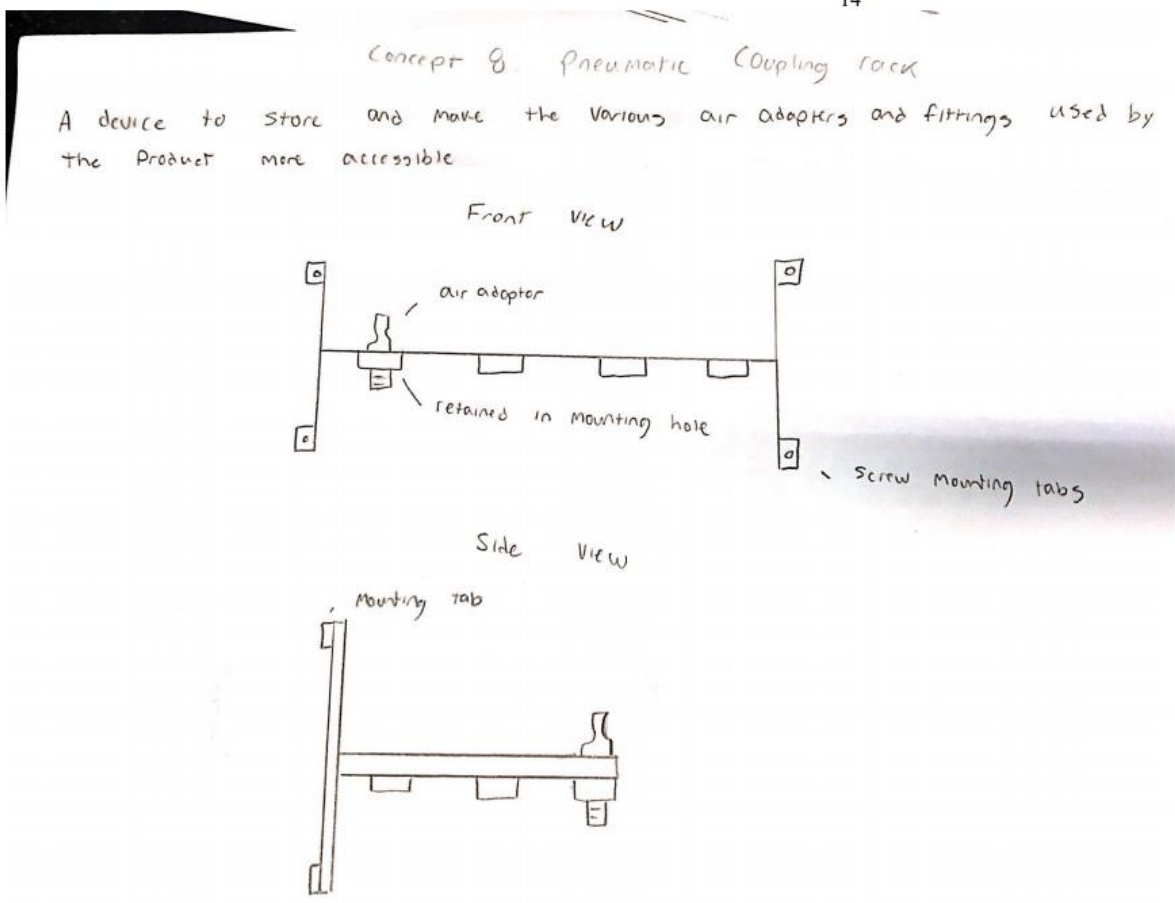 14
Concept 8. Pneumatic Coupling rack
A device to store and make the various air adapters and fittings used by
the Product more accessible
Front view
air adaptor
retained in mounting hole
screw mounting tabs
Side view
Mounting tab